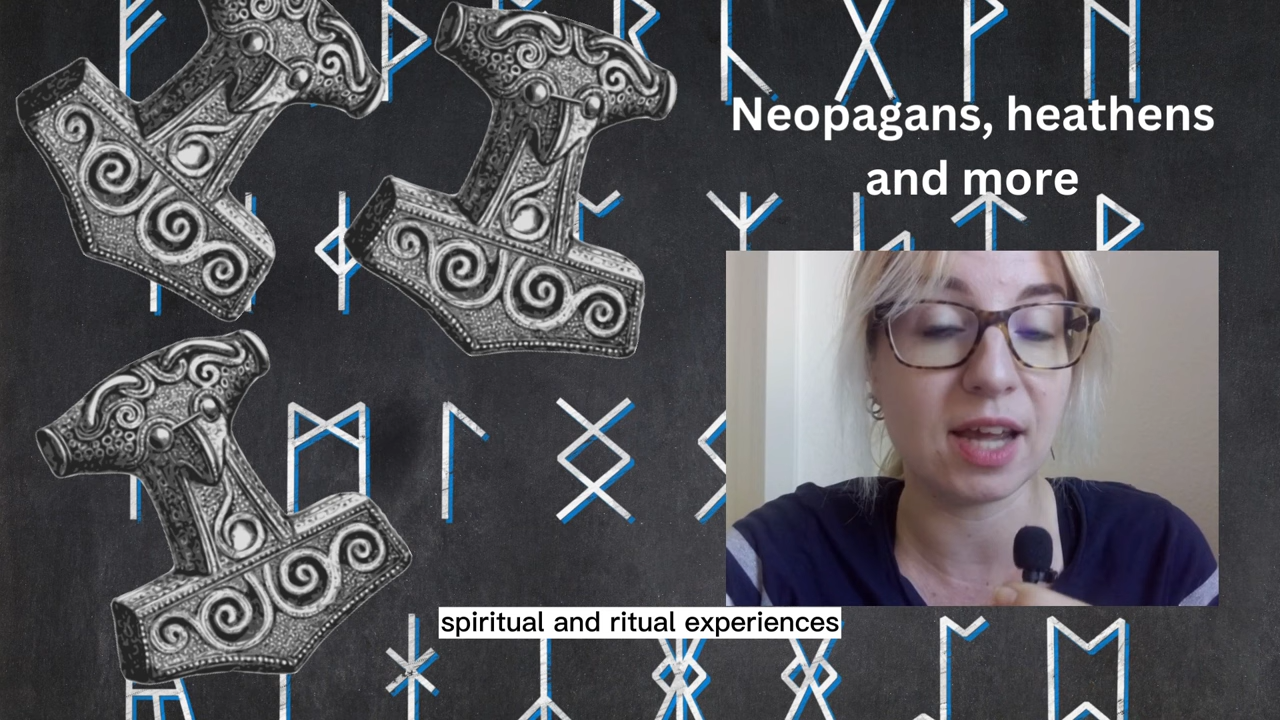 ᚠ ᚦ ᚱ ᚳ ᚷ ᚹ ᚻ
Neopagans, heathens
and more
ᛄ ᛉ ᛏ
ᛗ ᛚ ᛝ
spiritual and ritual experiences
ᛡ ᛣ ᛈ